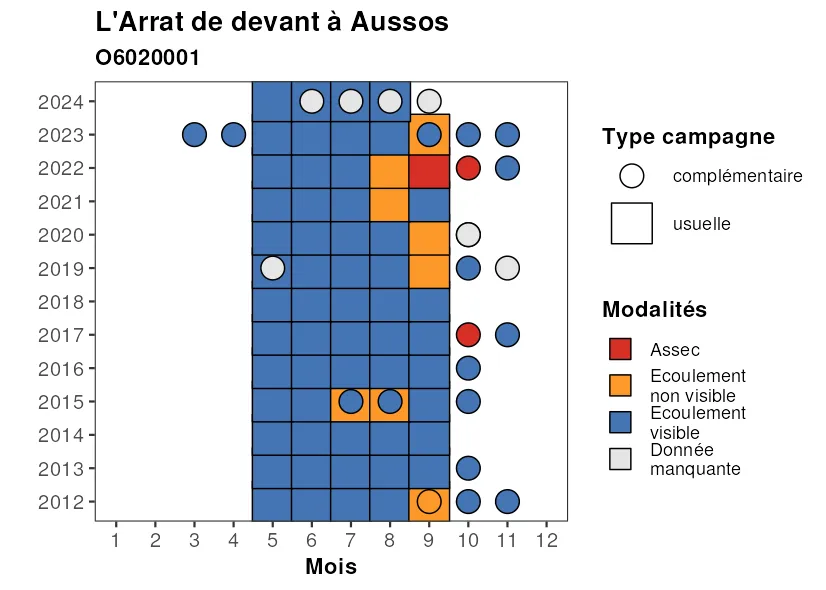 L'Arrat de devant à Aussos
O6020001
2024
2023
2022
2021
2020
2019
2018
2017
2016
2015
2014
2013
2012
1 2 3 4 5 6 7 8 9 10 11 12
Mois
Type campagne
complémentaire
usuelle
Modalités
Assec
Ecoulement
non visible
Ecoulement
visible
Donnée
manquante